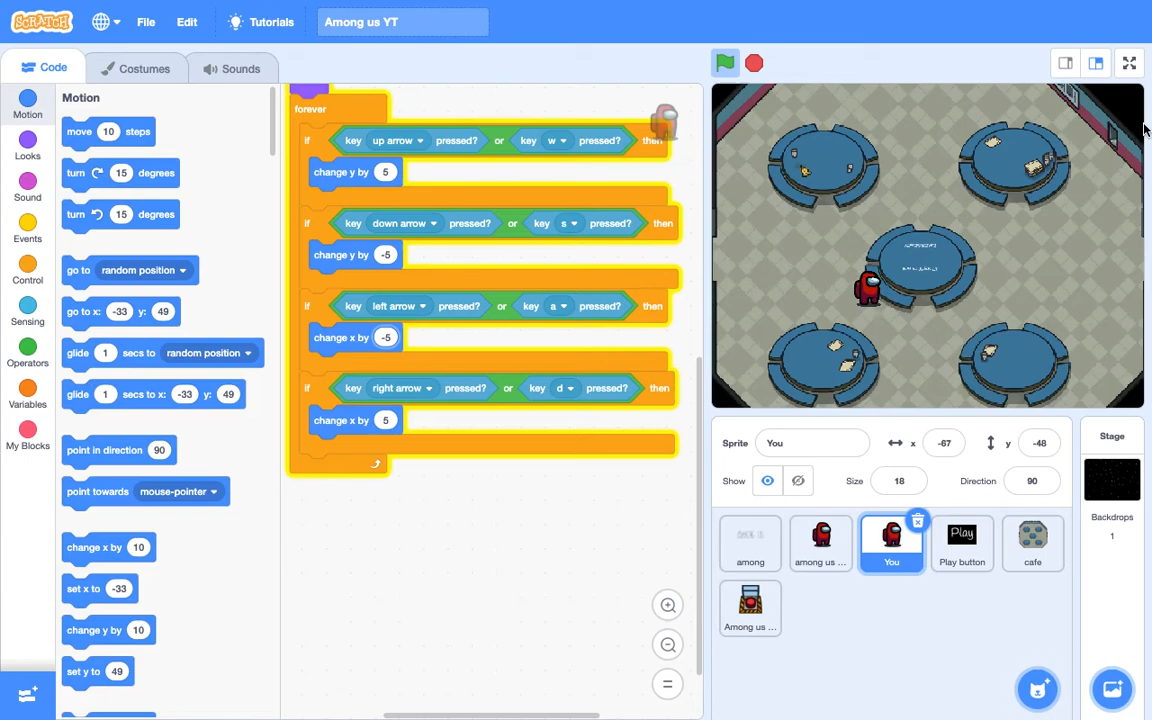 SCRATCH File Edit Tutorials Among us YT
Code Costumes Sounds
Motion
Looks
Sound
Events
Control
Sensing
Operators
Variables
My Blocks
Motion
move 10 steps
turn 15 degrees
turn 15 degrees
go to random position
go to x: -33 y: 49
glide 1 secs to random position
glide 1 secs to x: -33 y: 49
point in direction 90
point towards mouse-pointer
change x by 10
set x to -33
change y by 10
set y to 49
forever
if key up arrow pressed? or key w pressed? then
change y by 5
if key down arrow pressed? or key s pressed? then
change y by -5
if key left arrow pressed? or key a pressed? then
change x by -5
if key right arrow pressed? or key d pressed? then
change x by 5
Sprite You x -67 y -48
Show Size 18 Direction 90
among
among us ...
You
Play
Play button
cafe
Among us ...
Stage
Backdrops
1